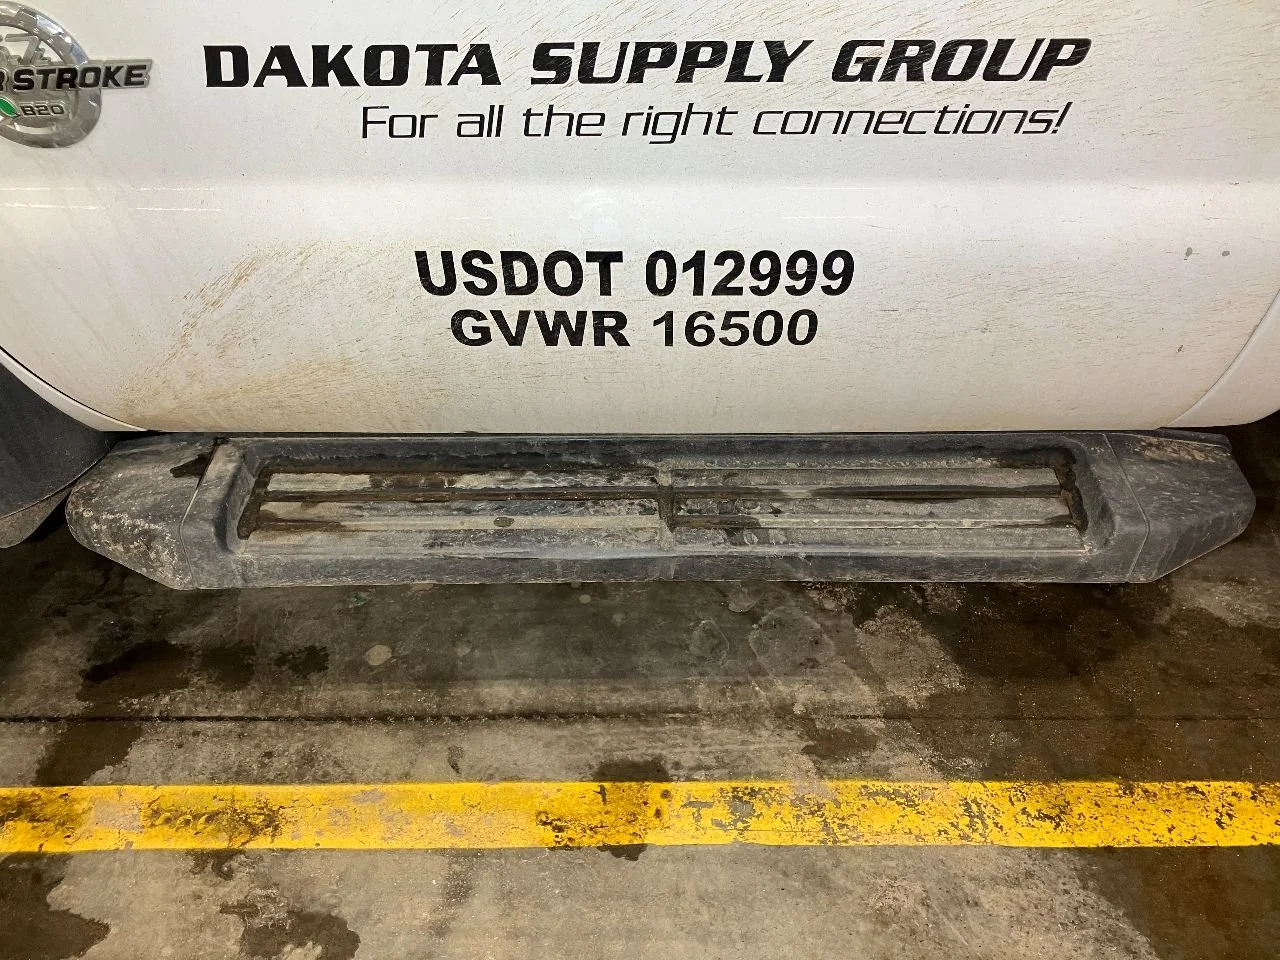 R STROKE
B20
DAKOTA SUPPLY GROUP
For all the right connections!
USDOT 012999
GVWR 16500